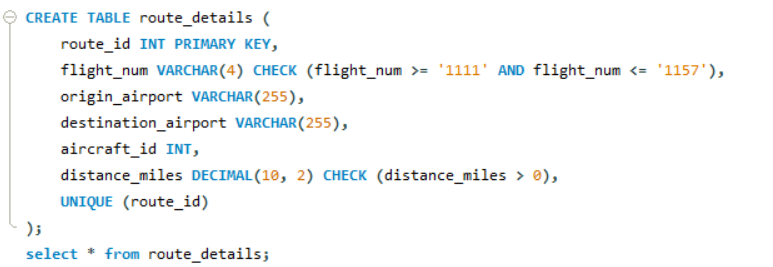 CREATE TABLE route_details (
route_id INT PRIMARY KEY,
flight_num VARCHAR(4) CHECK (flight_num >= '1111' AND flight_num <= '1157'),
origin_airport VARCHAR(255),
destination_airport VARCHAR(255),
aircraft_id INT,
distance_miles DECIMAL(10, 2) CHECK (distance_miles > 0),
UNIQUE (route_id)
);
select * from route_details;